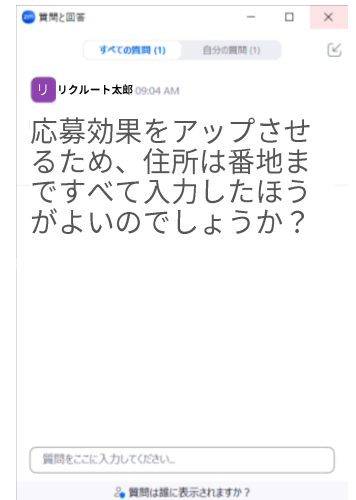 zm 質問と回答
すべての質問 (1) 自分の質問 (1)
リ リクルート太郎 09:04 AM
応募効果をアップさせ
るため、住所は番地ま
ですべて入力したほう
がよいのでしょうか？
質問をここに入力してください...
質問は誰に表示されますか？